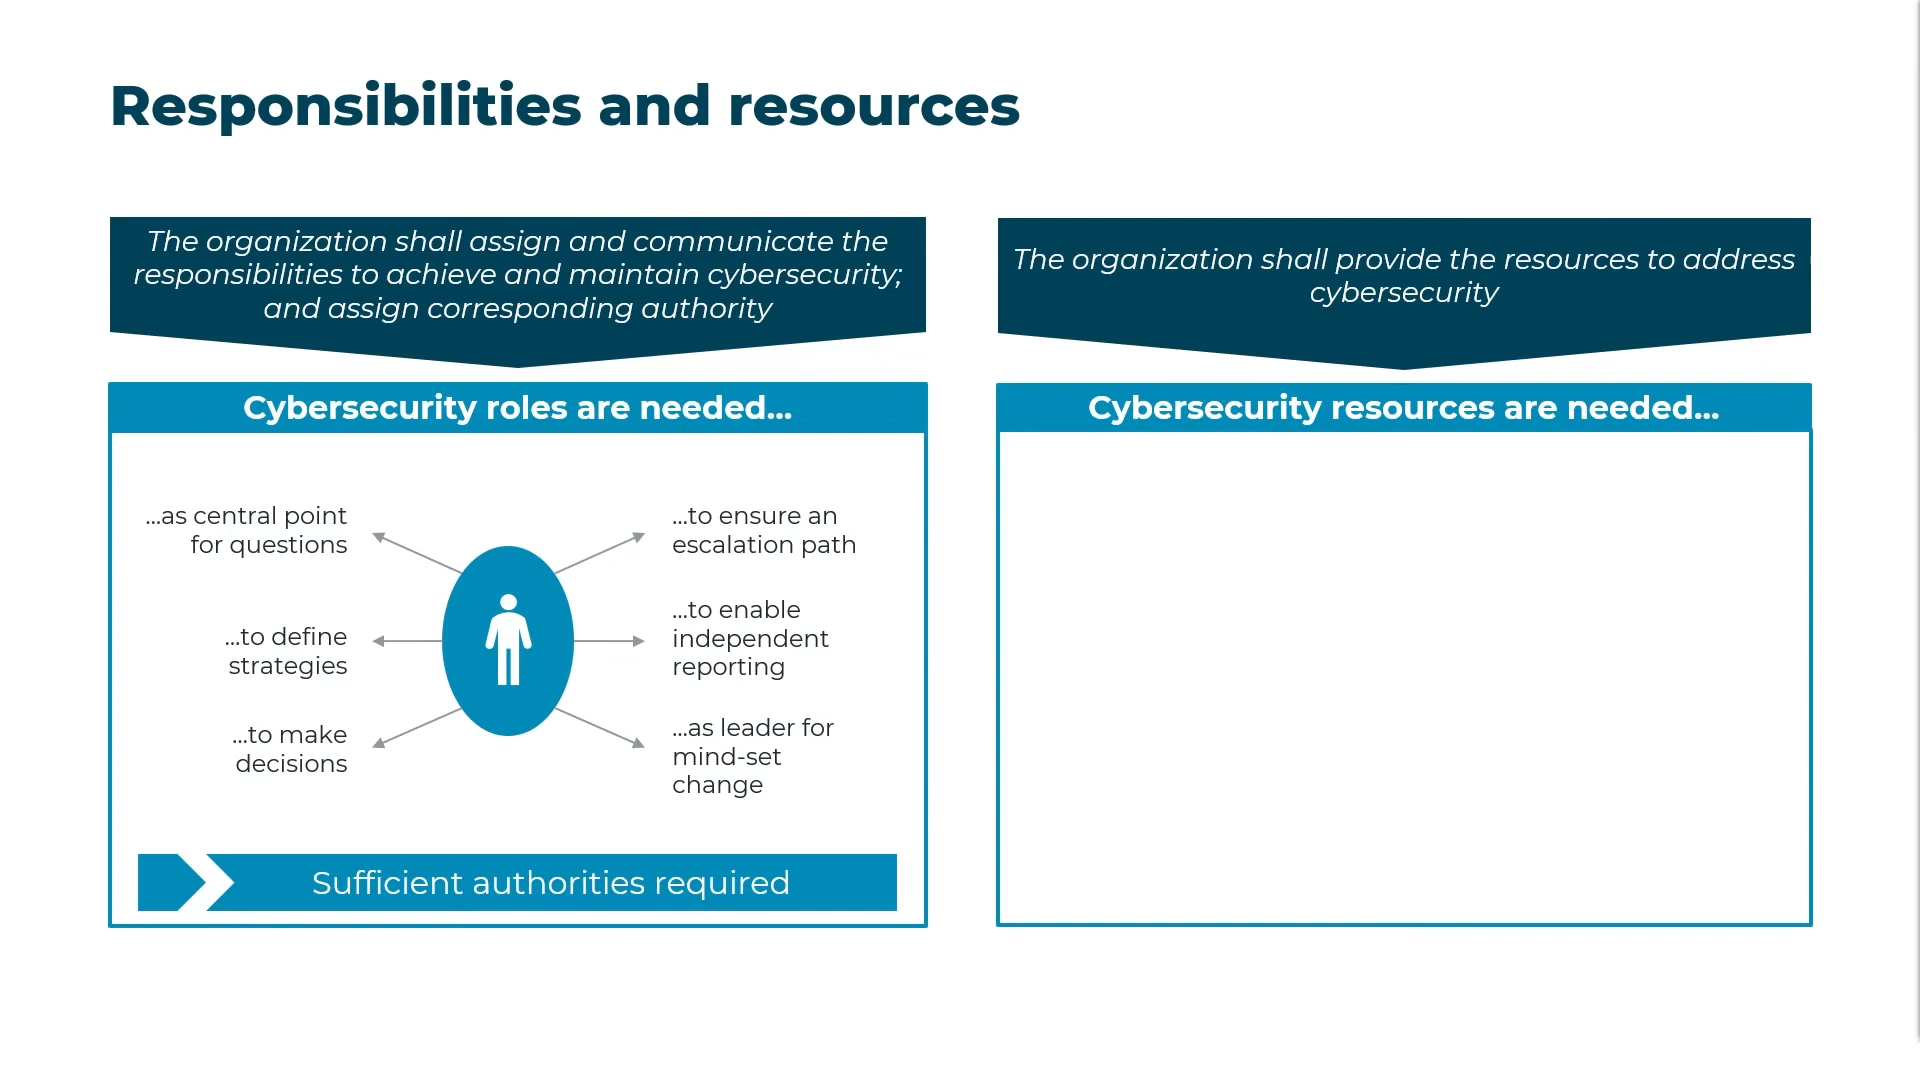 Responsibilities and resources
The organization shall assign and communicate the
responsibilities to achieve and maintain cybersecurity;
and assign corresponding authority
Cybersecurity roles are needed...
...as central point
for questions
...to define
strategies
...to make
decisions
...to ensure an
escalation path
...to enable
independent
reporting
...as leader for
mind-set
change
Sufficient authorities required
The organization shall provide the resources to address
cybersecurity
Cybersecurity resources are needed...